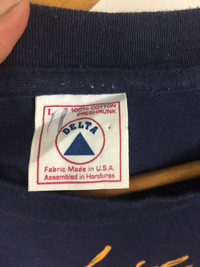 L 100% COTTON
PRESHRUNK
DELTA
Fabric Made in U.S.A.
Assembled in Honduras